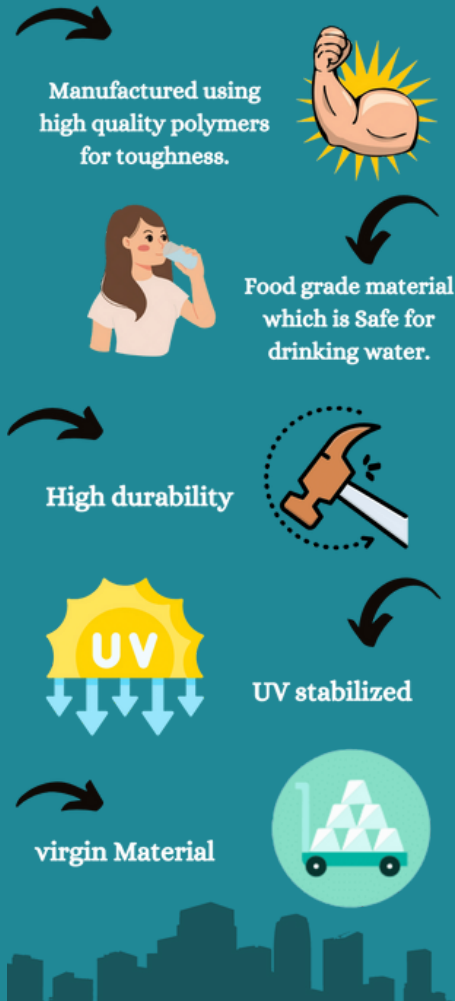 Manufactured using
high quality polymers
for toughness.
Food grade material
which is Safe for
drinking water.
High durability
UV
UV stabilized
virgin Material